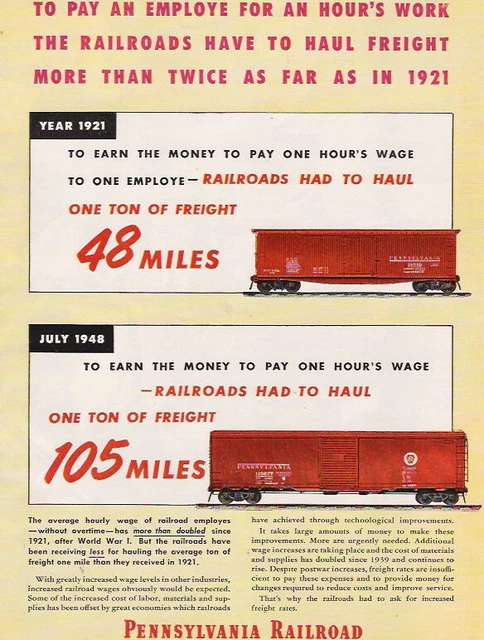 TO PAY AN EMPLOYE FOR AN HOUR'S WORK
THE RAILROADS HAVE TO HAUL FREIGHT
MORE THAN TWICE AS FAR AS IN 1921
YEAR 1921
TO EARN THE MONEY TO PAY ONE HOUR'S WAGE
TO ONE EMPLOYE—RAILROADS HAD TO HAUL
ONE TON OF FREIGHT
48 MILES
PENNSYLVANIA
JULY 1948
TO EARN THE MONEY TO PAY ONE HOUR'S WAGE
—RAILROADS HAD TO HAUL
ONE TON OF FREIGHT
105 MILES
PENNSYLVANIA
The average hourly wage of railroad employes
—without overtime—has more than doubled since
1921, after World War I. But the railroads have
been receiving less for hauling the average ton of
freight one mile than they received in 1921.
With greatly increased wage levels in other industries,
increased railroad wages obviously would be expected.
Some of the increased cost of labor, materials and sup-
plies has been offset by great economies which railroads
have achieved through technological improvements.
It takes large amounts of money to make these
improvements. More are urgently needed. Additional
wage increases are taking place and the cost of materials
and supplies has doubled since 1939 and continues to
rise. Despite postwar increases, freight rates are insuffi-
cient to pay these expenses and to provide money for
changes required to reduce costs and improve service.
That's why the railroads had to ask for increased
freight rates.
PENNSYLVANIA RAILROAD